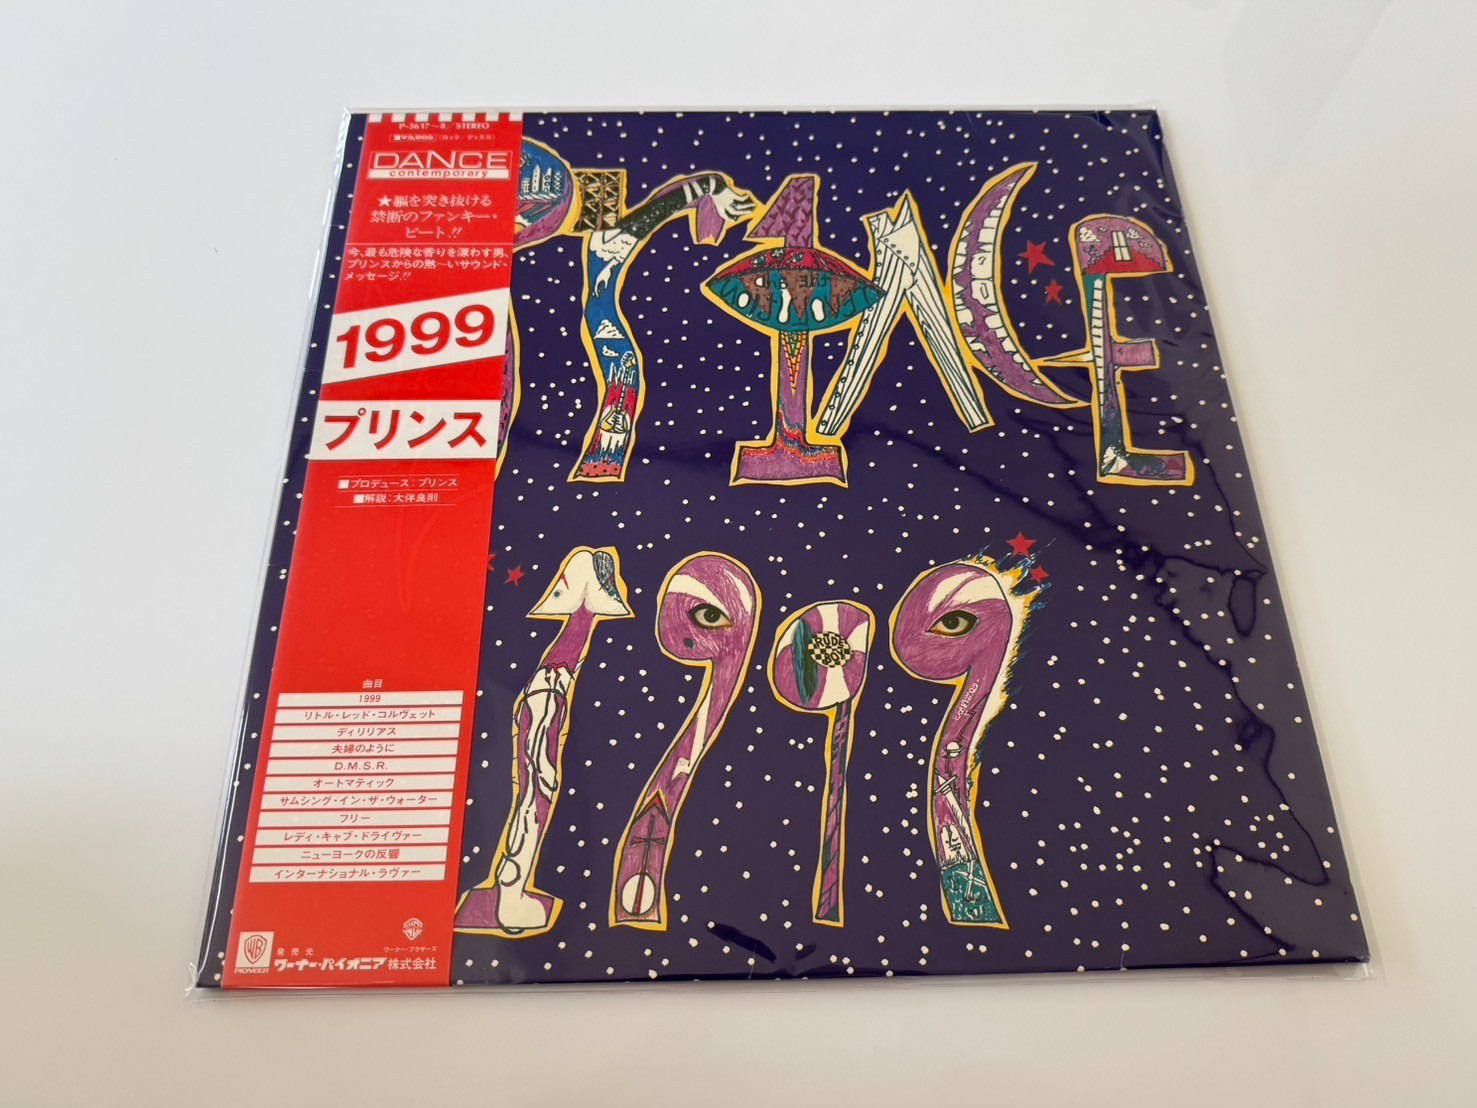 P-5617~8/STEREO
DANCE
contemporary
★軀を突き抜ける
禁断のファンキー・
ビート.!!
今、最も危険な香りを漂わす男、
プリンスからの熱〜いサウンド・
メッセージ!!
1999
プリンス
■プロデュース:プリンス
■解説:大伴良則
曲目
1999
リトル・レッド・コルヴェット
ディリリアス
夫婦のように
D.M.S.R.
オートマティック
サムシング・イン・ザ・ウォーター
フリー
レディ・キャブ・ドライヴァー
ニューヨークの反響
インターナショナル・ラヴァー
WB
PIONEER
発売元
ワーナー・パイオニア株式会社
ワーナー・ブラザーズ
PRINCE
and the
1999
RUDE
BOY